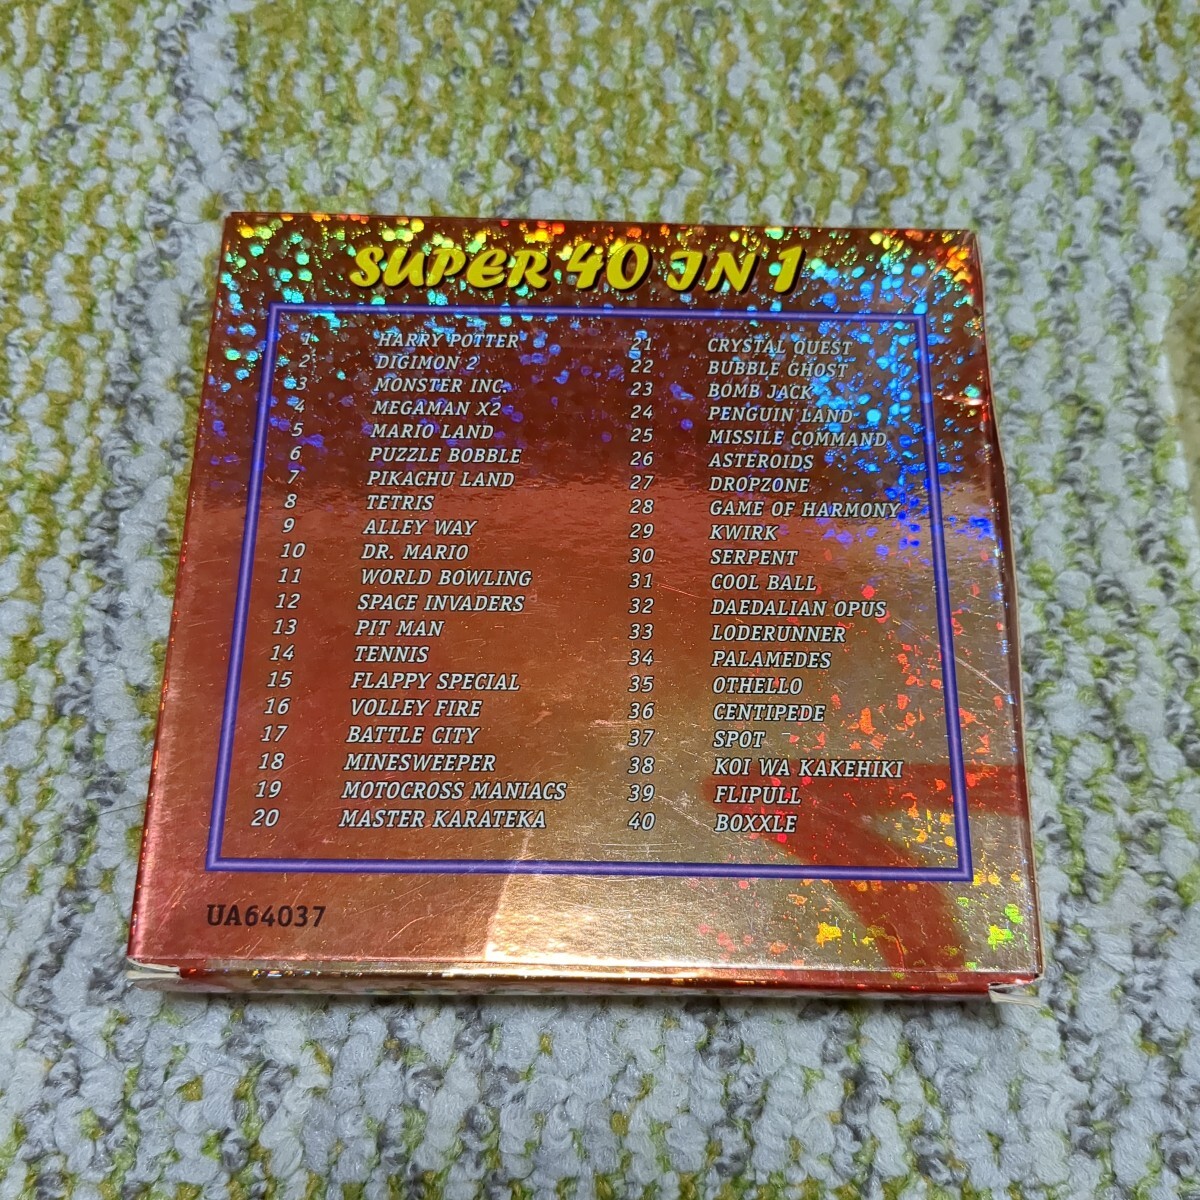 SUPER 40 IN 1
1 HARRY POTTER
2 DIGIMON 2
3 MONSTER INC.
4 MEGAMAN X2
5 MARIO LAND
6 PUZZLE BOBBLE
7 PIKACHU LAND
8 TETRIS
9 ALLEY WAY
10 DR. MARIO
11 WORLD BOWLING
12 SPACE INVADERS
13 PIT MAN
14 TENNIS
15 FLAPPY SPECIAL
16 VOLLEY FIRE
17 BATTLE CITY
18 MINESWEEPER
19 MOTOCROSS MANIACS
20 MASTER KARATEKA
21 CRYSTAL QUEST
22 BUBBLE GHOST
23 BOMB JACK
24 PENGUIN LAND
25 MISSILE COMMAND
26 ASTEROIDS
27 DROPZONE
28 GAME OF HARMONY
29 KWIRK
30 SERPENT
31 COOL BALL
32 DAEDALIAN OPUS
33 LODERUNNER
34 PALAMEDES
35 OTHELLO
36 CENTIPEDE
37 SPOT
38 KOI WA KAKEHIKI
39 FLIPULL
40 BOXXLE
UA64037